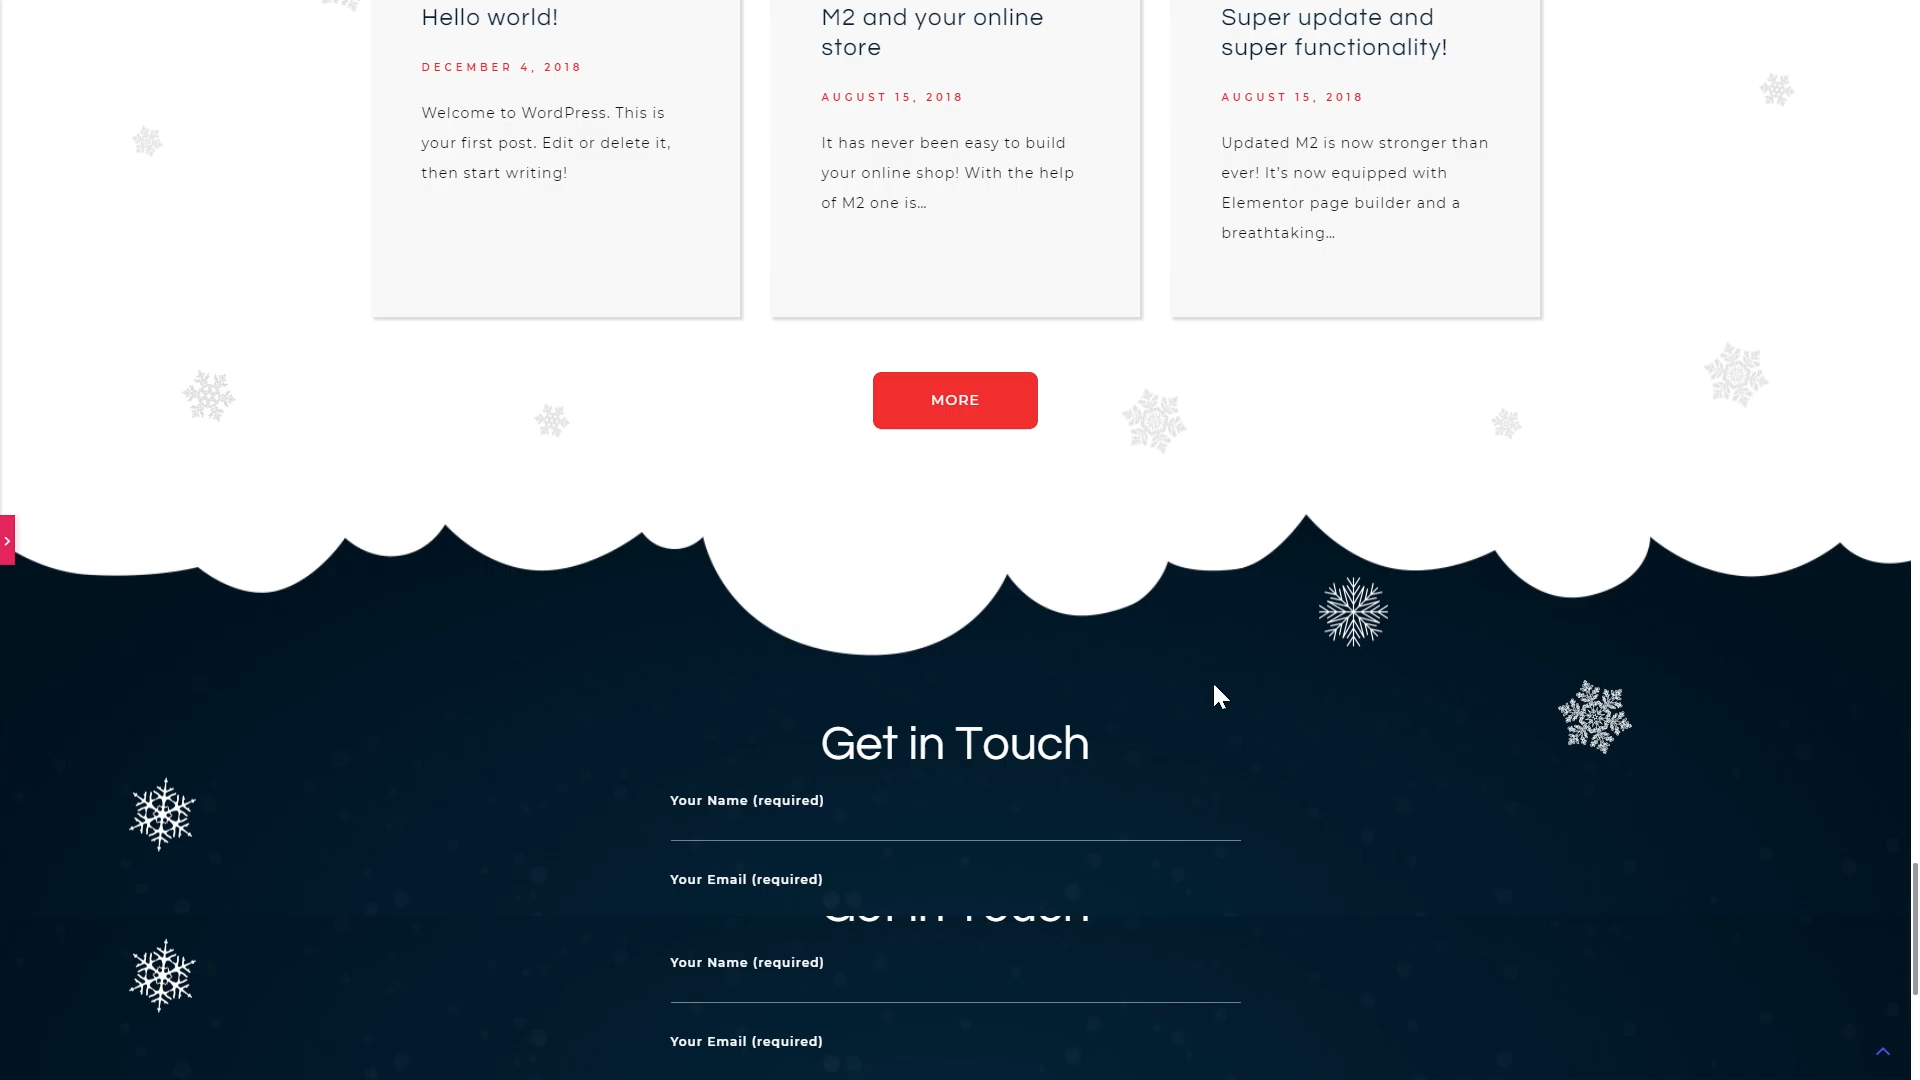 Hello world!
DECEMBER 4, 2018
Welcome to WordPress. This is
your first post. Edit or delete it,
then start writing!
M2 and your online
store
AUGUST 15, 2018
It has never been easy to build
your online shop! With the help
of M2 one is...
Super update and
super functionality!
AUGUST 15, 2018
Updated M2 is now stronger than
ever! It's now equipped with
Elementor page builder and a
breathtaking...
MORE
Get in Touch
Your Name (required)
Your Email (required)
Get in Touch
Your Name (required)
Your Email (required)